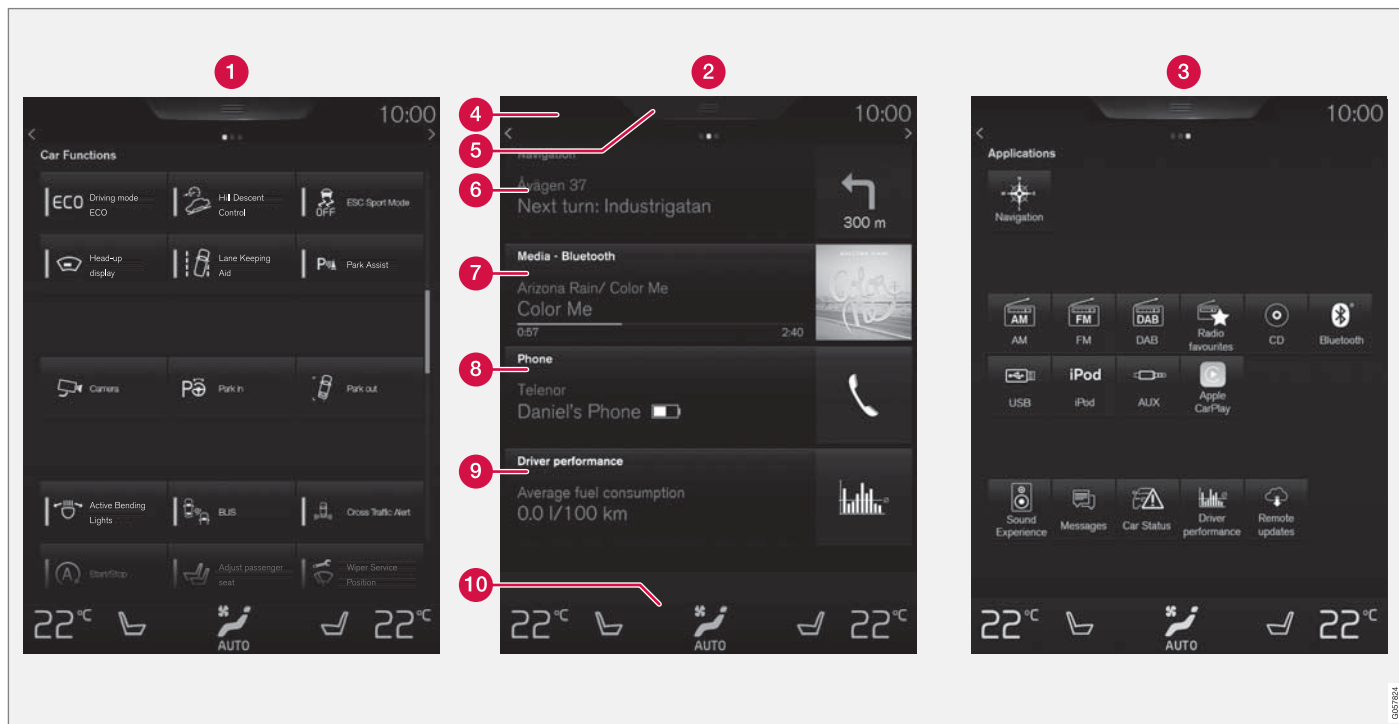 1
2
3
10:00
<
>
Car Functions
ECO
Driving mode
ECO
Hill Descent
Control
OFF
ESC Sport Mode
Head-up
display
Lane Keeping
Aid
P
Park Assist
Camera
P
Park in
Park out
Active Bending
Lights
BLIS
Cross Traffic Alert
A
Start/Stop
Adjust passenger
seat
Wiper Service
Position
22°C
AUTO
22°C
4
5
6
7
8
9
10
10:00
<
>
Navigation
Åvägen 37
Next turn: Industrigatan
300 m
Media - Bluetooth
Arizona Rain/ Color Me
Color Me
0:57
2:40
Color
Me
Phone
Telenor
Daniel's Phone
Driver performance
Average fuel consumption
0.0 l/100 km
22°C
AUTO
22°C
10:00
<
>
Applications
Navigation
AM
FM
DAB
AM
FM
DAB
Radio
favourites
CD
Bluetooth
iPod
USB
iPod
AUX
Apple
CarPlay
Sound
Experience
Messages
Car Status
Driver
performance
Remote
updates
22°C
AUTO
22°C
G057824